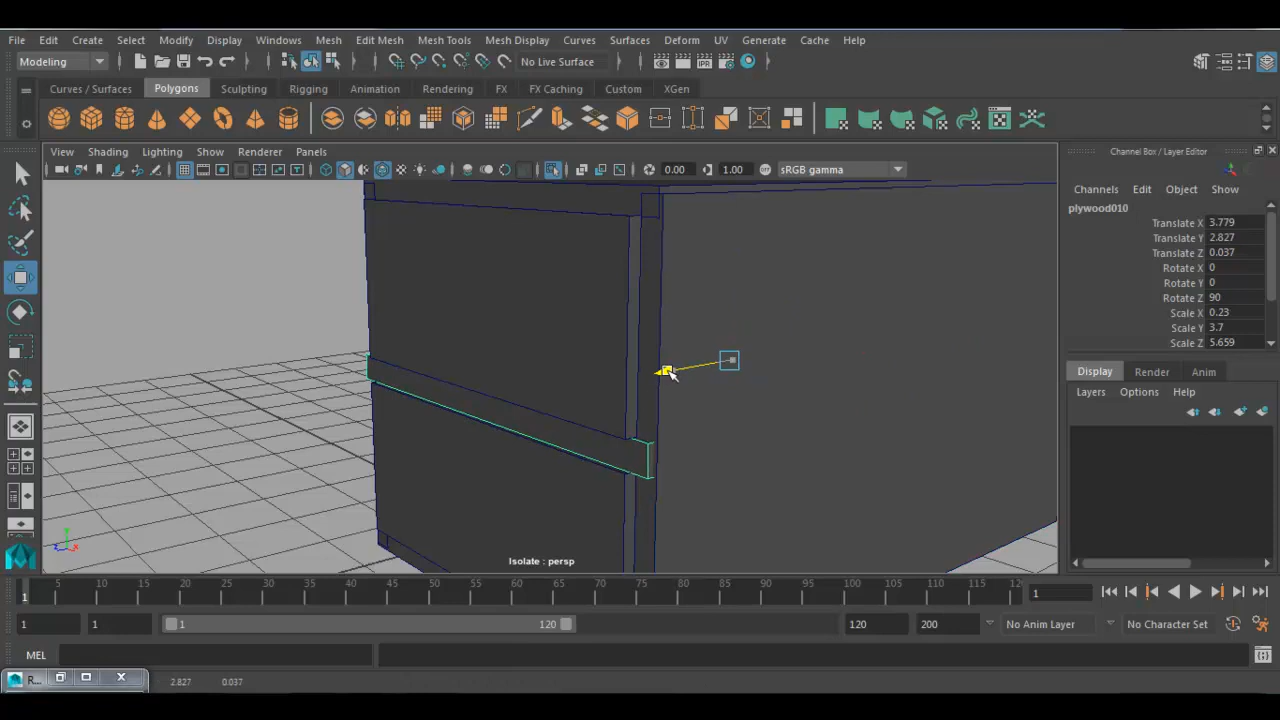 File Edit Create Select Modify Display Windows Mesh Edit Mesh Mesh Tools Mesh Display Curves Surfaces Deform UV Generate Cache Help
Modeling No Live Surface IPR
Curves / Surfaces Polygons Sculpting Rigging Animation Rendering FX FX Caching Custom XGen
View Shading Lighting Show Renderer Panels
0.00 1.00 sRGB gamma
Channel Box / Layer Editor
Channels Edit Object Show
plywood010
Translate X 3.779
Translate Y 2.827
Translate Z 0.037
Rotate X 0
Rotate Y 0
Rotate Z 90
Scale X 0.23
Scale Y 3.7
Scale Z 5.659
Display Render Anim
Layers Options Help
Isolate : persp
5 10 15 20 25 30 35 40 45 50 55 60 65 70 75 80 85 90 95 100 105 110 115 12
1 1
1 1 1 120 120 200 No Anim Layer No Character Set
MEL
R... 2.827 0.037